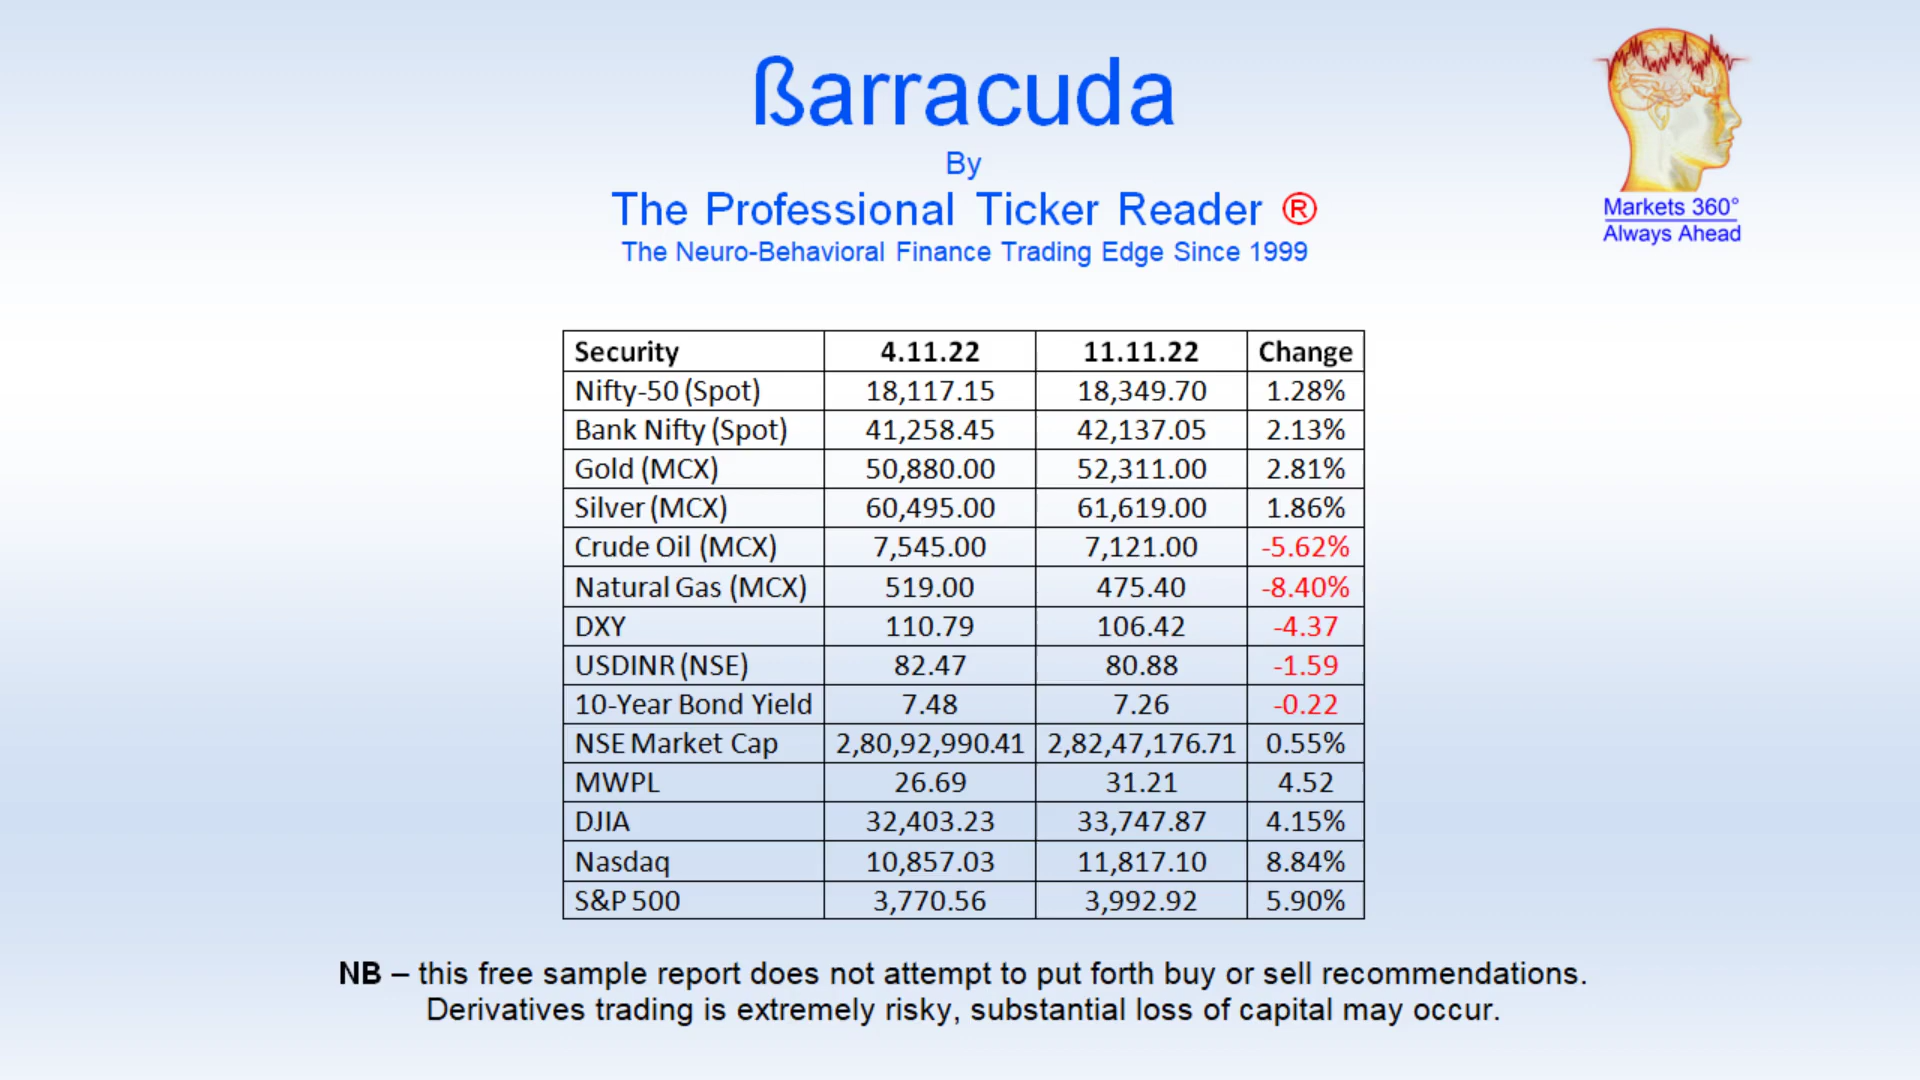 ßarracuda
By
The Professional Ticker Reader ®
The Neuro-Behavioral Finance Trading Edge Since 1999
Markets 360°
Always Ahead
Security 4.11.22 11.11.22 Change
Nifty-50 (Spot) 18,117.15 18,349.70 1.28%
Bank Nifty (Spot) 41,258.45 42,137.05 2.13%
Gold (MCX) 50,880.00 52,311.00 2.81%
Silver (MCX) 60,495.00 61,619.00 1.86%
Crude Oil (MCX) 7,545.00 7,121.00 -5.62%
Natural Gas (MCX) 519.00 475.40 -8.40%
DXY 110.79 106.42 -4.37
USDINR (NSE) 82.47 80.88 -1.59
10-Year Bond Yield 7.48 7.26 -0.22
NSE Market Cap 2,80,92,990.41 2,82,47,176.71 0.55%
MWPL 26.69 31.21 4.52
DJIA 32,403.23 33,747.87 4.15%
Nasdaq 10,857.03 11,817.10 8.84%
S&P 500 3,770.56 3,992.92 5.90%
NB – this free sample report does not attempt to put forth buy or sell recommendations.
Derivatives trading is extremely risky, substantial loss of capital may occur.